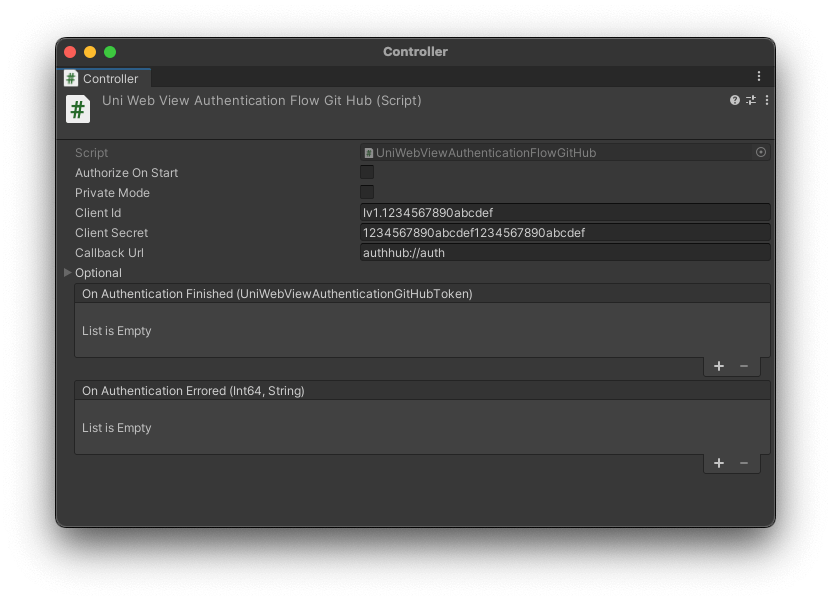 Controller
Controller
Uni Web View Authentication Flow Git Hub (Script)
Script UniWebViewAuthenticationFlowGitHub
Authorize On Start
Private Mode
Client Id Iv1.1234567890abcdef
Client Secret 1234567890abcdef1234567890abcdef
Callback Url authhub://auth
Optional
On Authentication Finished (UniWebViewAuthenticationGitHubToken)
List is Empty
+ −
On Authentication Errored (Int64, String)
List is Empty
+ −